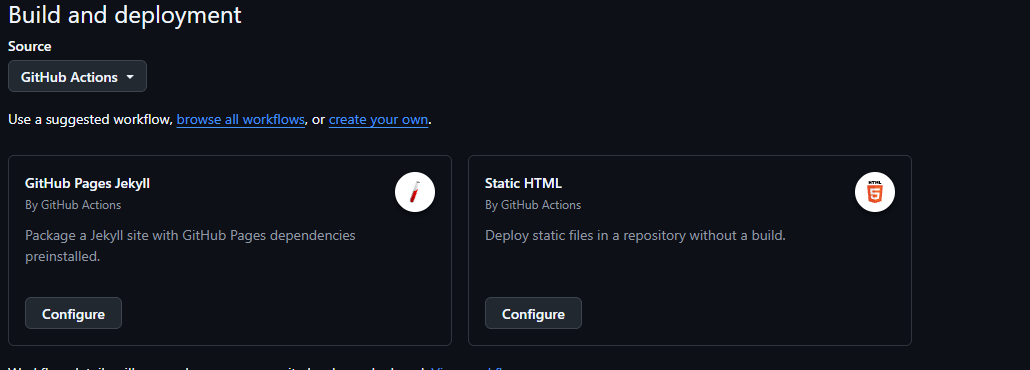 Build and deployment
Source
GitHub Actions
Use a suggested workflow, browse all workflows, or create your own.
GitHub Pages Jekyll
By GitHub Actions
Package a Jekyll site with GitHub Pages dependencies
preinstalled.
Configure
Static HTML
HTML
5
By GitHub Actions
Deploy static files in a repository without a build.
Configure